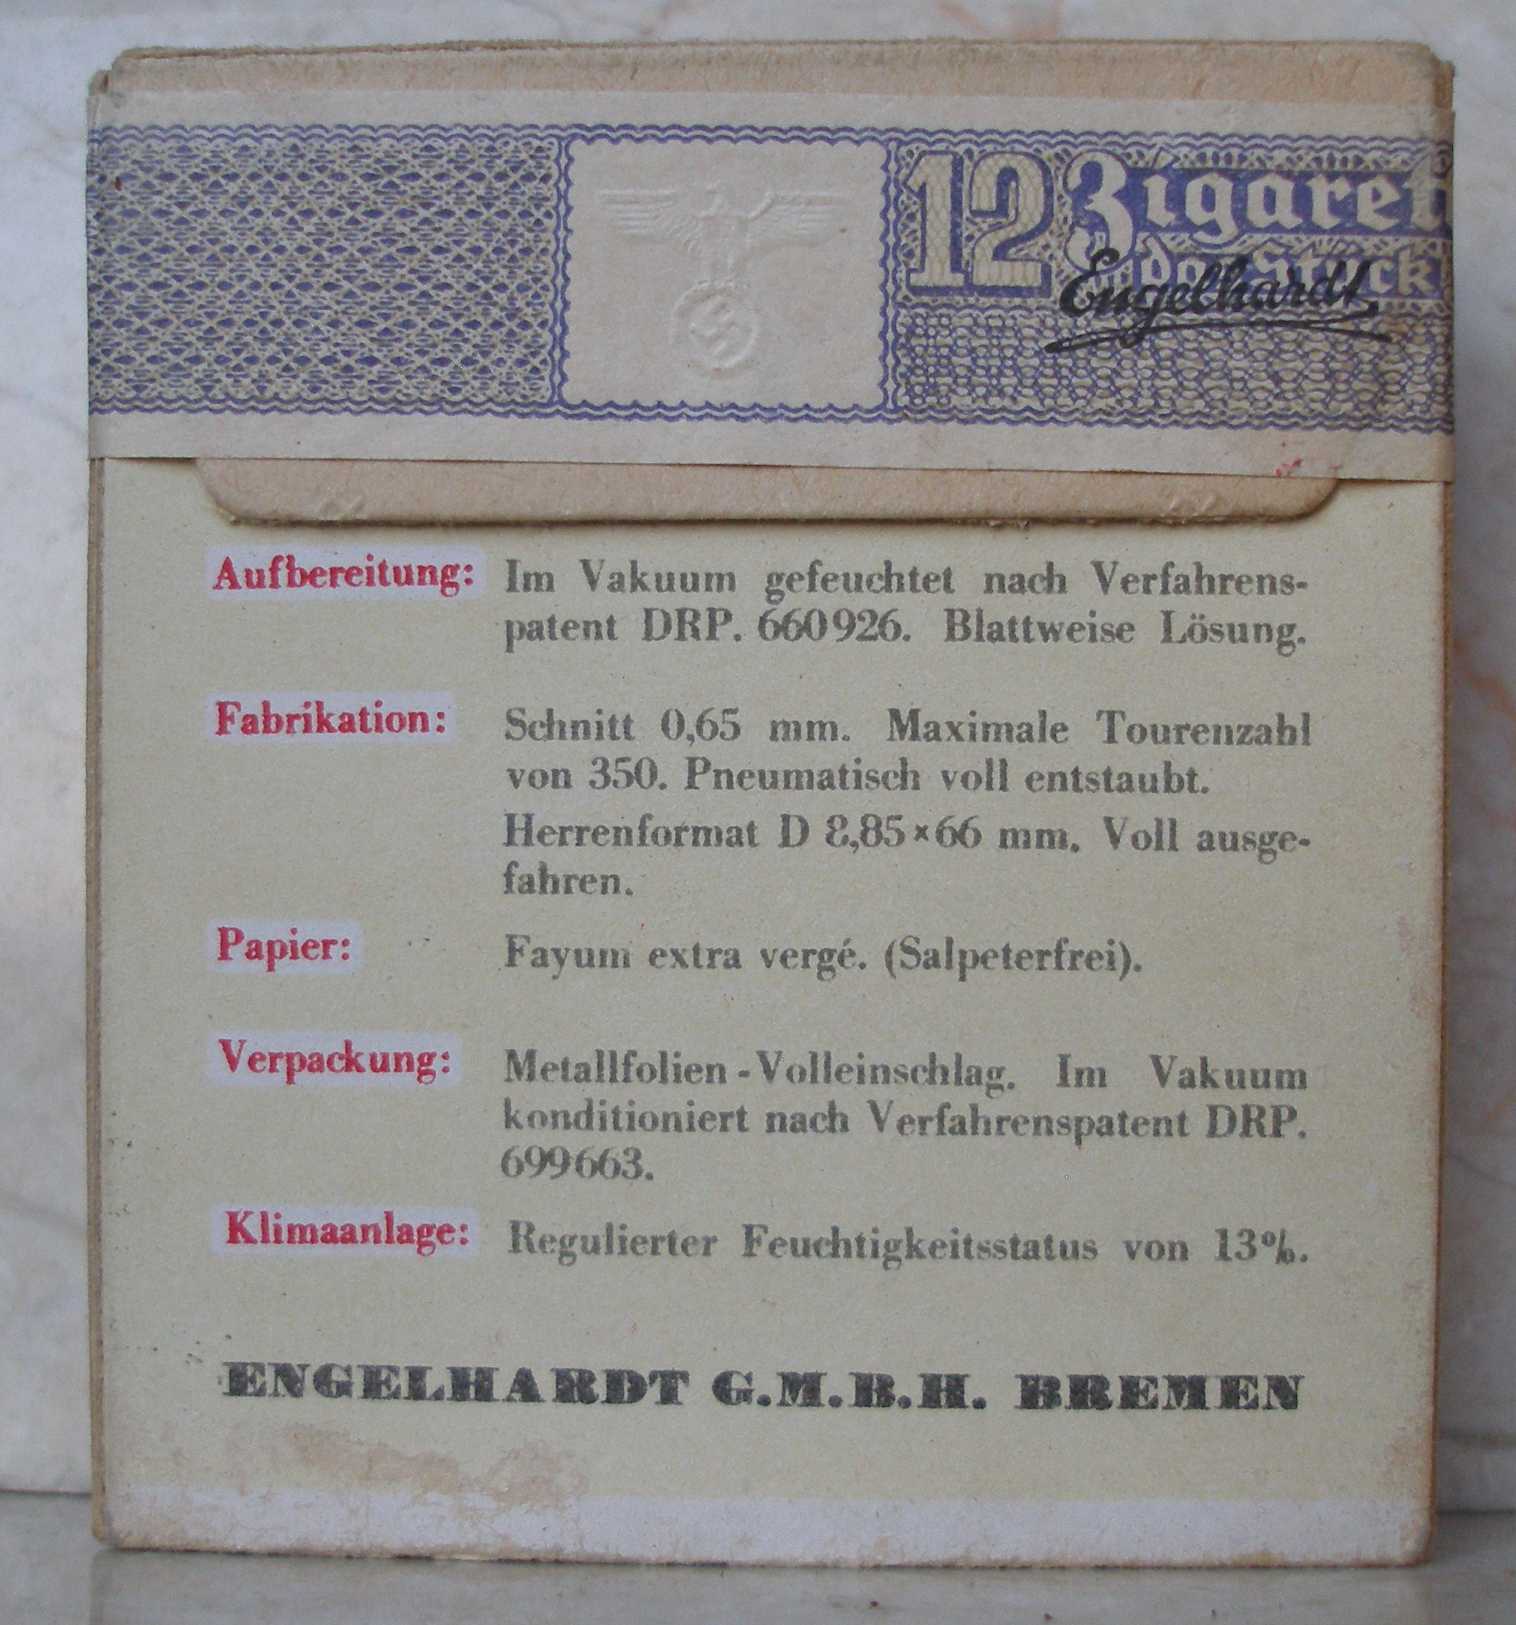 12 Zigaret
das Stück
Engelhardt
Aufbereitung: Im Vakuum gefeuchtet nach Verfahrens-
patent DRP. 660926. Blattweise Lösung.
Fabrikation: Schnitt 0,65 mm. Maximale Tourenzahl
von 350. Pneumatisch voll entstaubt.
Herrenformat D 8,85×66 mm. Voll ausge-
fahren.
Papier: Fayum extra vergé. (Salpeterfrei).
Verpackung: Metallfolien-Volleinschlag. Im Vakuum
konditioniert nach Verfahrenspatent DRP.
699663.
Klimaanlage: Regulierter Feuchtigkeitsstatus von 13%.
ENGELHARDT G.M.B.H. BREMEN